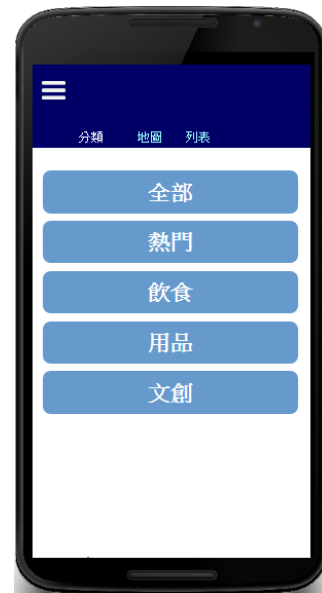 分類 地圖 列表
全部
熱門
飲食
用品
文創